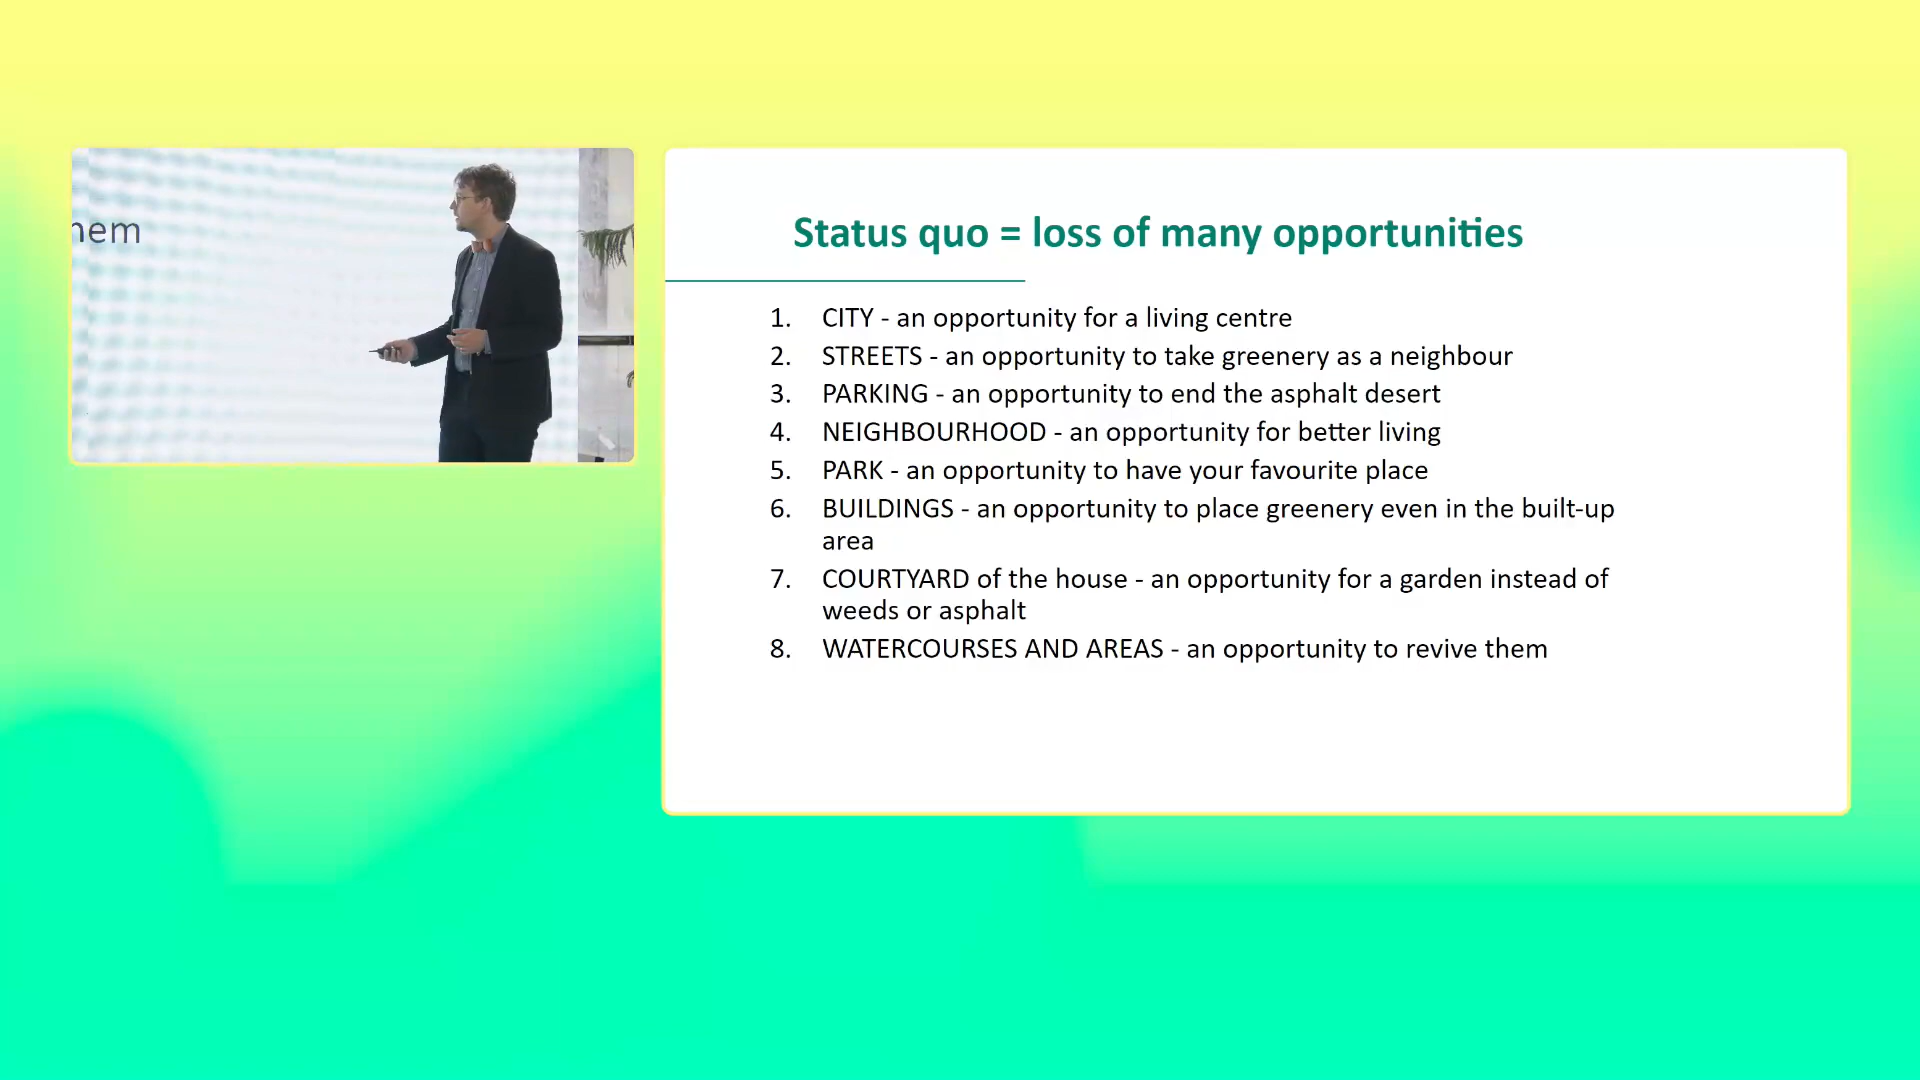 hem
Status quo = loss of many opportunities
1. CITY - an opportunity for a living centre
2. STREETS - an opportunity to take greenery as a neighbour
3. PARKING - an opportunity to end the asphalt desert
4. NEIGHBOURHOOD - an opportunity for better living
5. PARK - an opportunity to have your favourite place
6. BUILDINGS - an opportunity to place greenery even in the built-up
area
7. COURTYARD of the house - an opportunity for a garden instead of
weeds or asphalt
8. WATERCOURSES AND AREAS - an opportunity to revive them